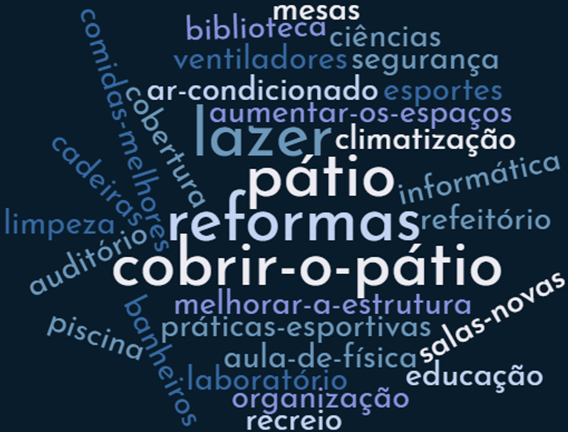 mesas
biblioteca
ciências
ventiladores
segurança
comidas-melhores
ar-condicionado
esportes
cobertura
aumentar-os-espaços
lazer
climatização
cadeiras
pátio
informática
limpeza
reformas
refeitório
auditório
cobrir-o-pátio
melhorar-a-estrutura
salas-novas
piscina
práticas-esportivas
banheiros
aula-de-física
laboratório
educação
organização
recreio